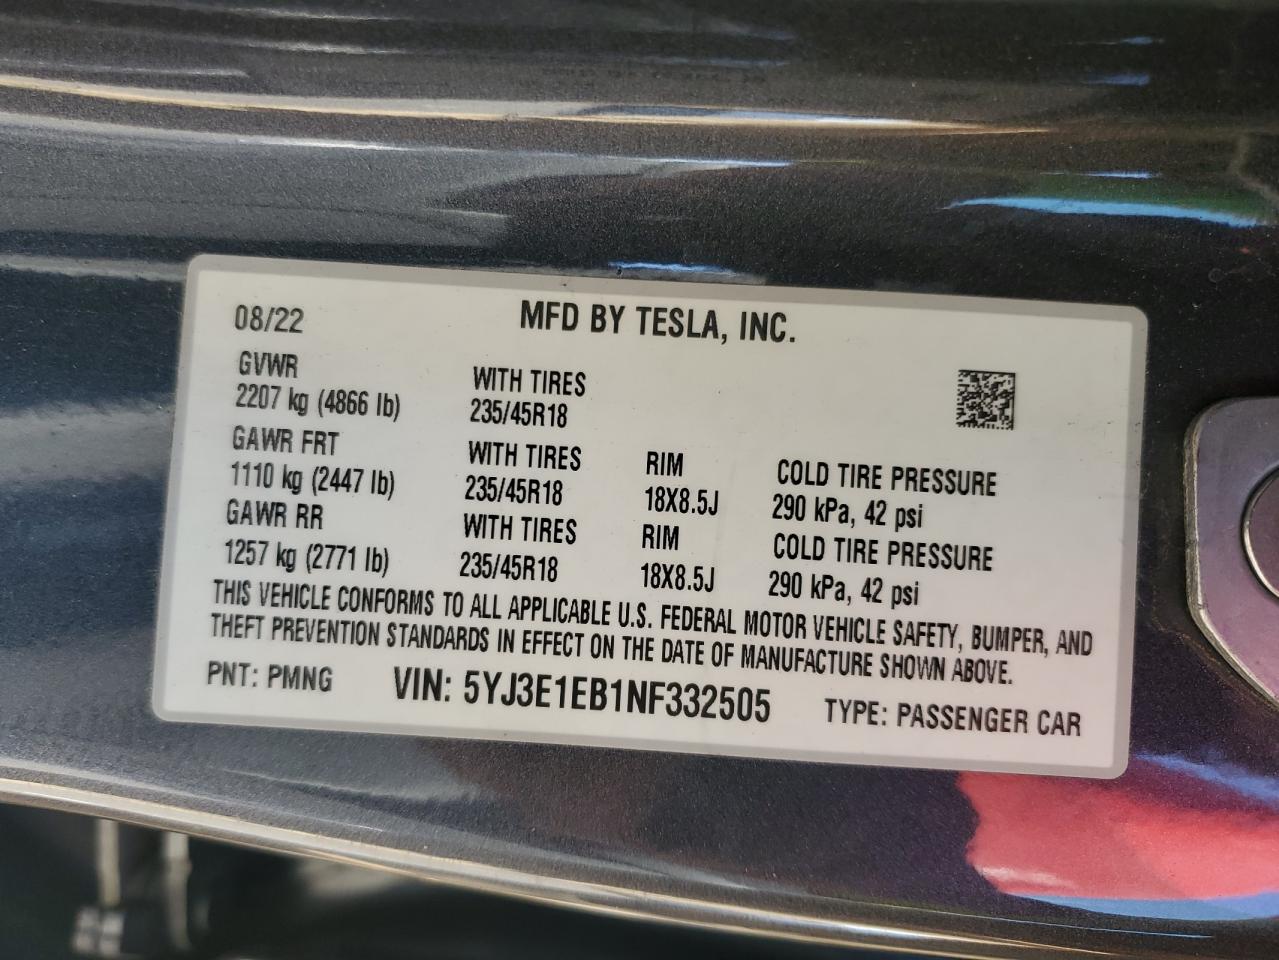 08/22 MFD BY TESLA, INC.
GVWR
2207 kg (4866 lb)
WITH TIRES
235/45R18
GAWR FRT
1110 kg (2447 lb)
WITH TIRES
235/45R18
RIM
18X8.5J
COLD TIRE PRESSURE
290 kPa, 42 psi
GAWR RR
1257 kg (2771 lb)
WITH TIRES
235/45R18
RIM
18X8.5J
COLD TIRE PRESSURE
290 kPa, 42 psi
THIS VEHICLE CONFORMS TO ALL APPLICABLE U.S. FEDERAL MOTOR VEHICLE SAFETY, BUMPER, AND
THEFT PREVENTION STANDARDS IN EFFECT ON THE DATE OF MANUFACTURE SHOWN ABOVE.
PNT: PMNG VIN: 5YJ3E1EB1NF332505 TYPE: PASSENGER CAR